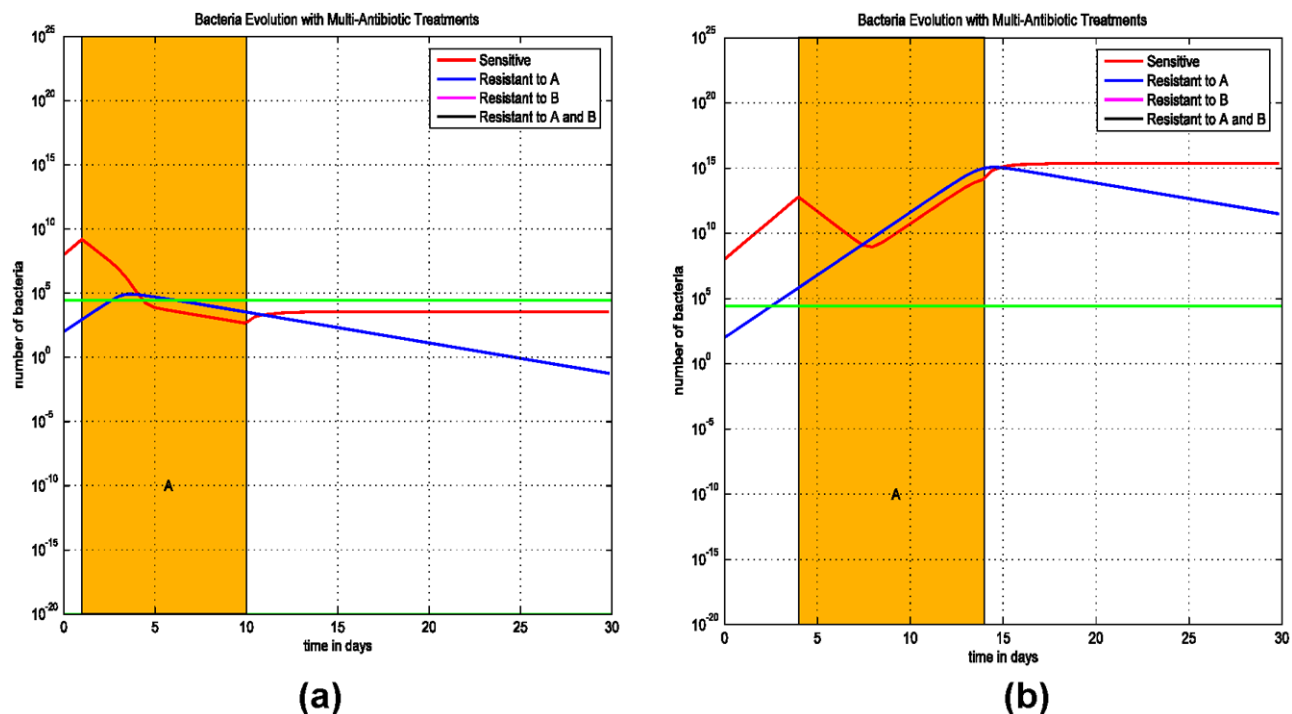 Bacteria Evolution with Multi-Antibiotic Treatments
10^25
10^20
10^15
10^10
10^5
10^0
10^-5
10^-10
10^-15
10^-20
number of bacteria
Sensitive
Resistant to A
Resistant to B
Resistant to A and B
A
0 5 10 15 20 25 30
time in days
(a)
Bacteria Evolution with Multi-Antibiotic Treatments
10^25
10^20
10^15
10^10
10^5
10^0
10^-5
10^-10
10^-15
10^-20
number of bacteria
Sensitive
Resistant to A
Resistant to B
Resistant to A and B
A
0 5 10 15 20 25 30
time in days
(b)